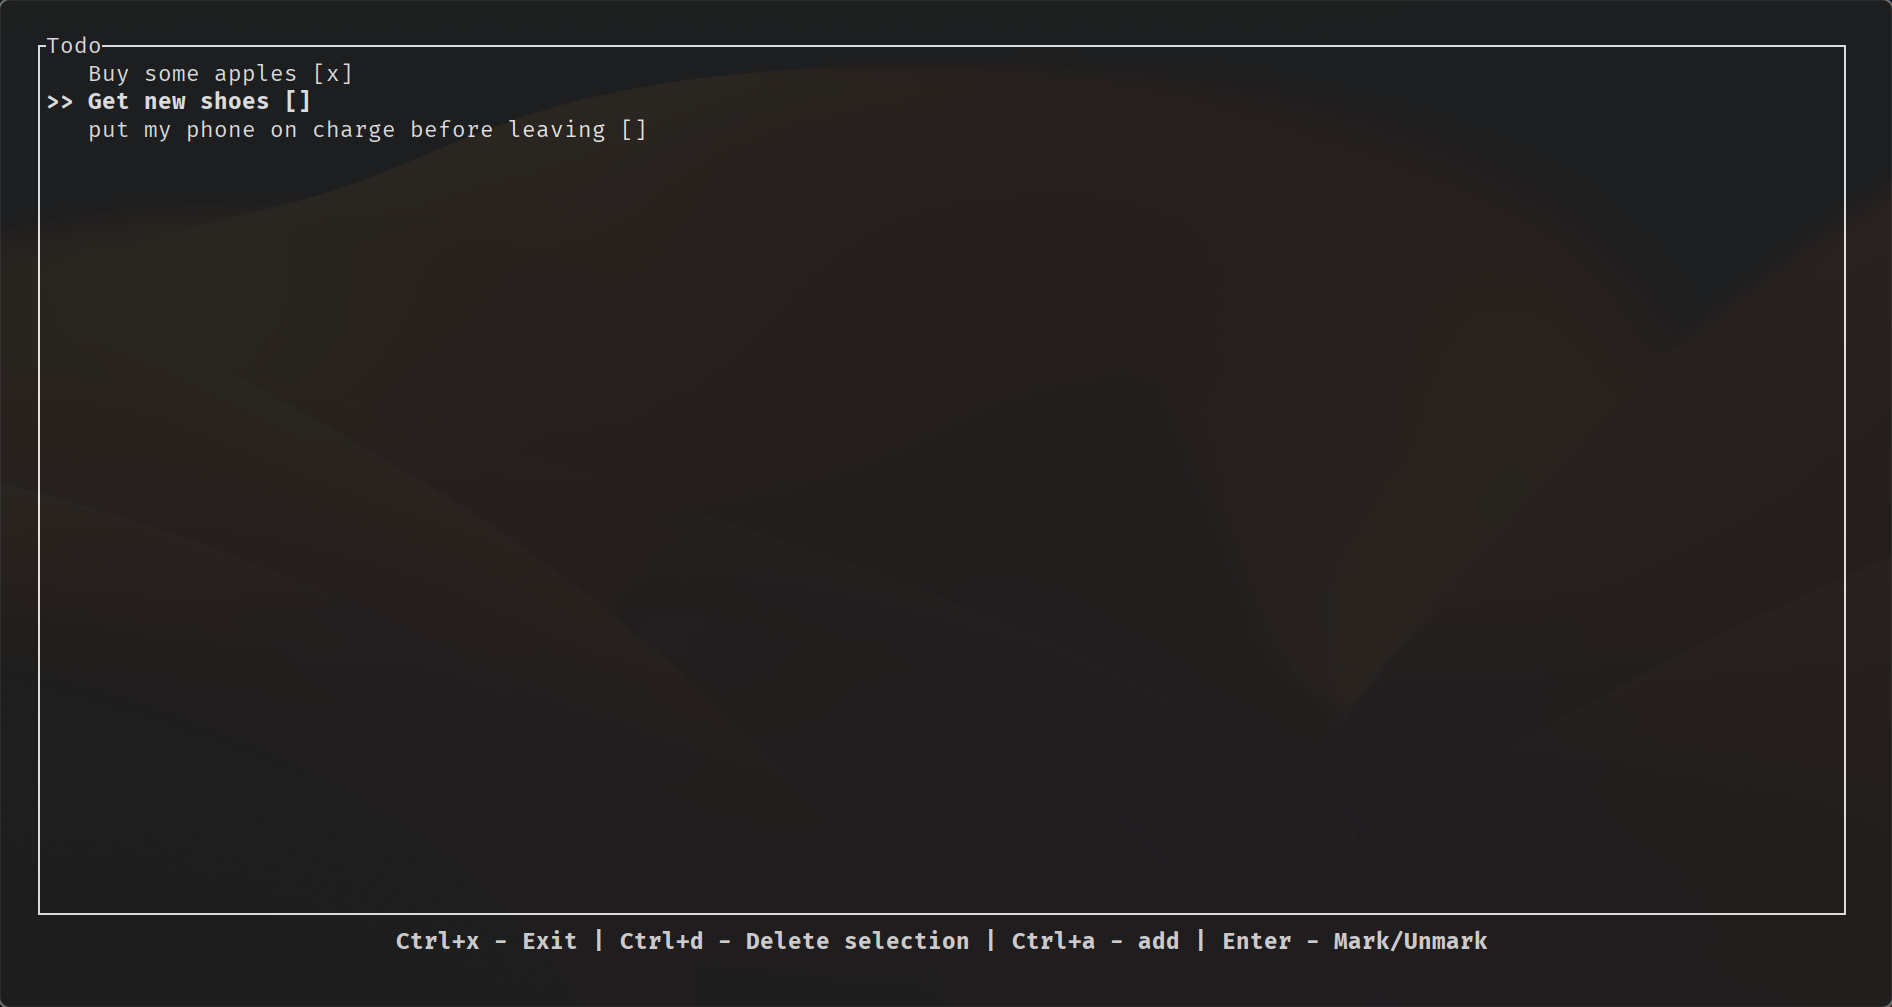 Todo
Buy some apples [x]
>> Get new shoes []
put my phone on charge before leaving []
Ctrl+x - Exit | Ctrl+d - Delete selection | Ctrl+a - add | Enter - Mark/Unmark